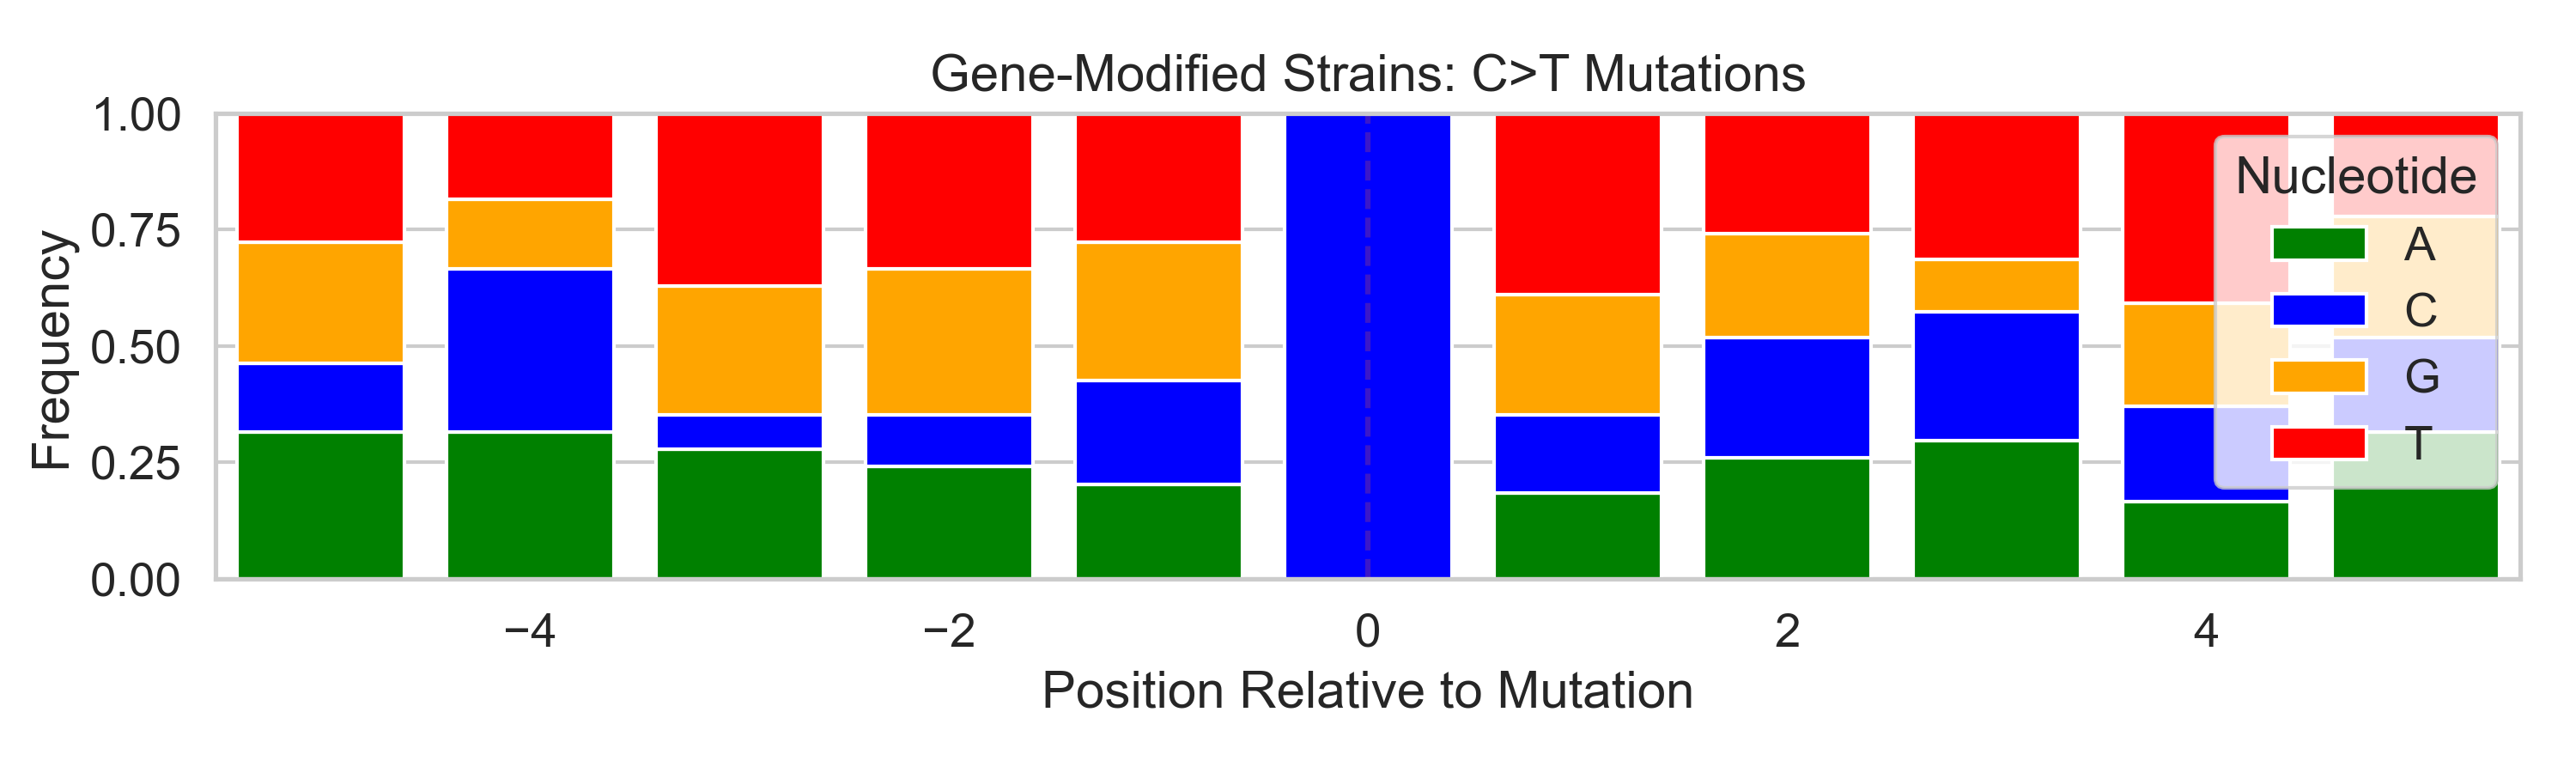 Gene-Modified Strains: C>T Mutations
Frequency
1.00
0.75
0.50
0.25
0.00
Nucleotide
A
C
G
T
−4 −2 0 2 4
Position Relative to Mutation